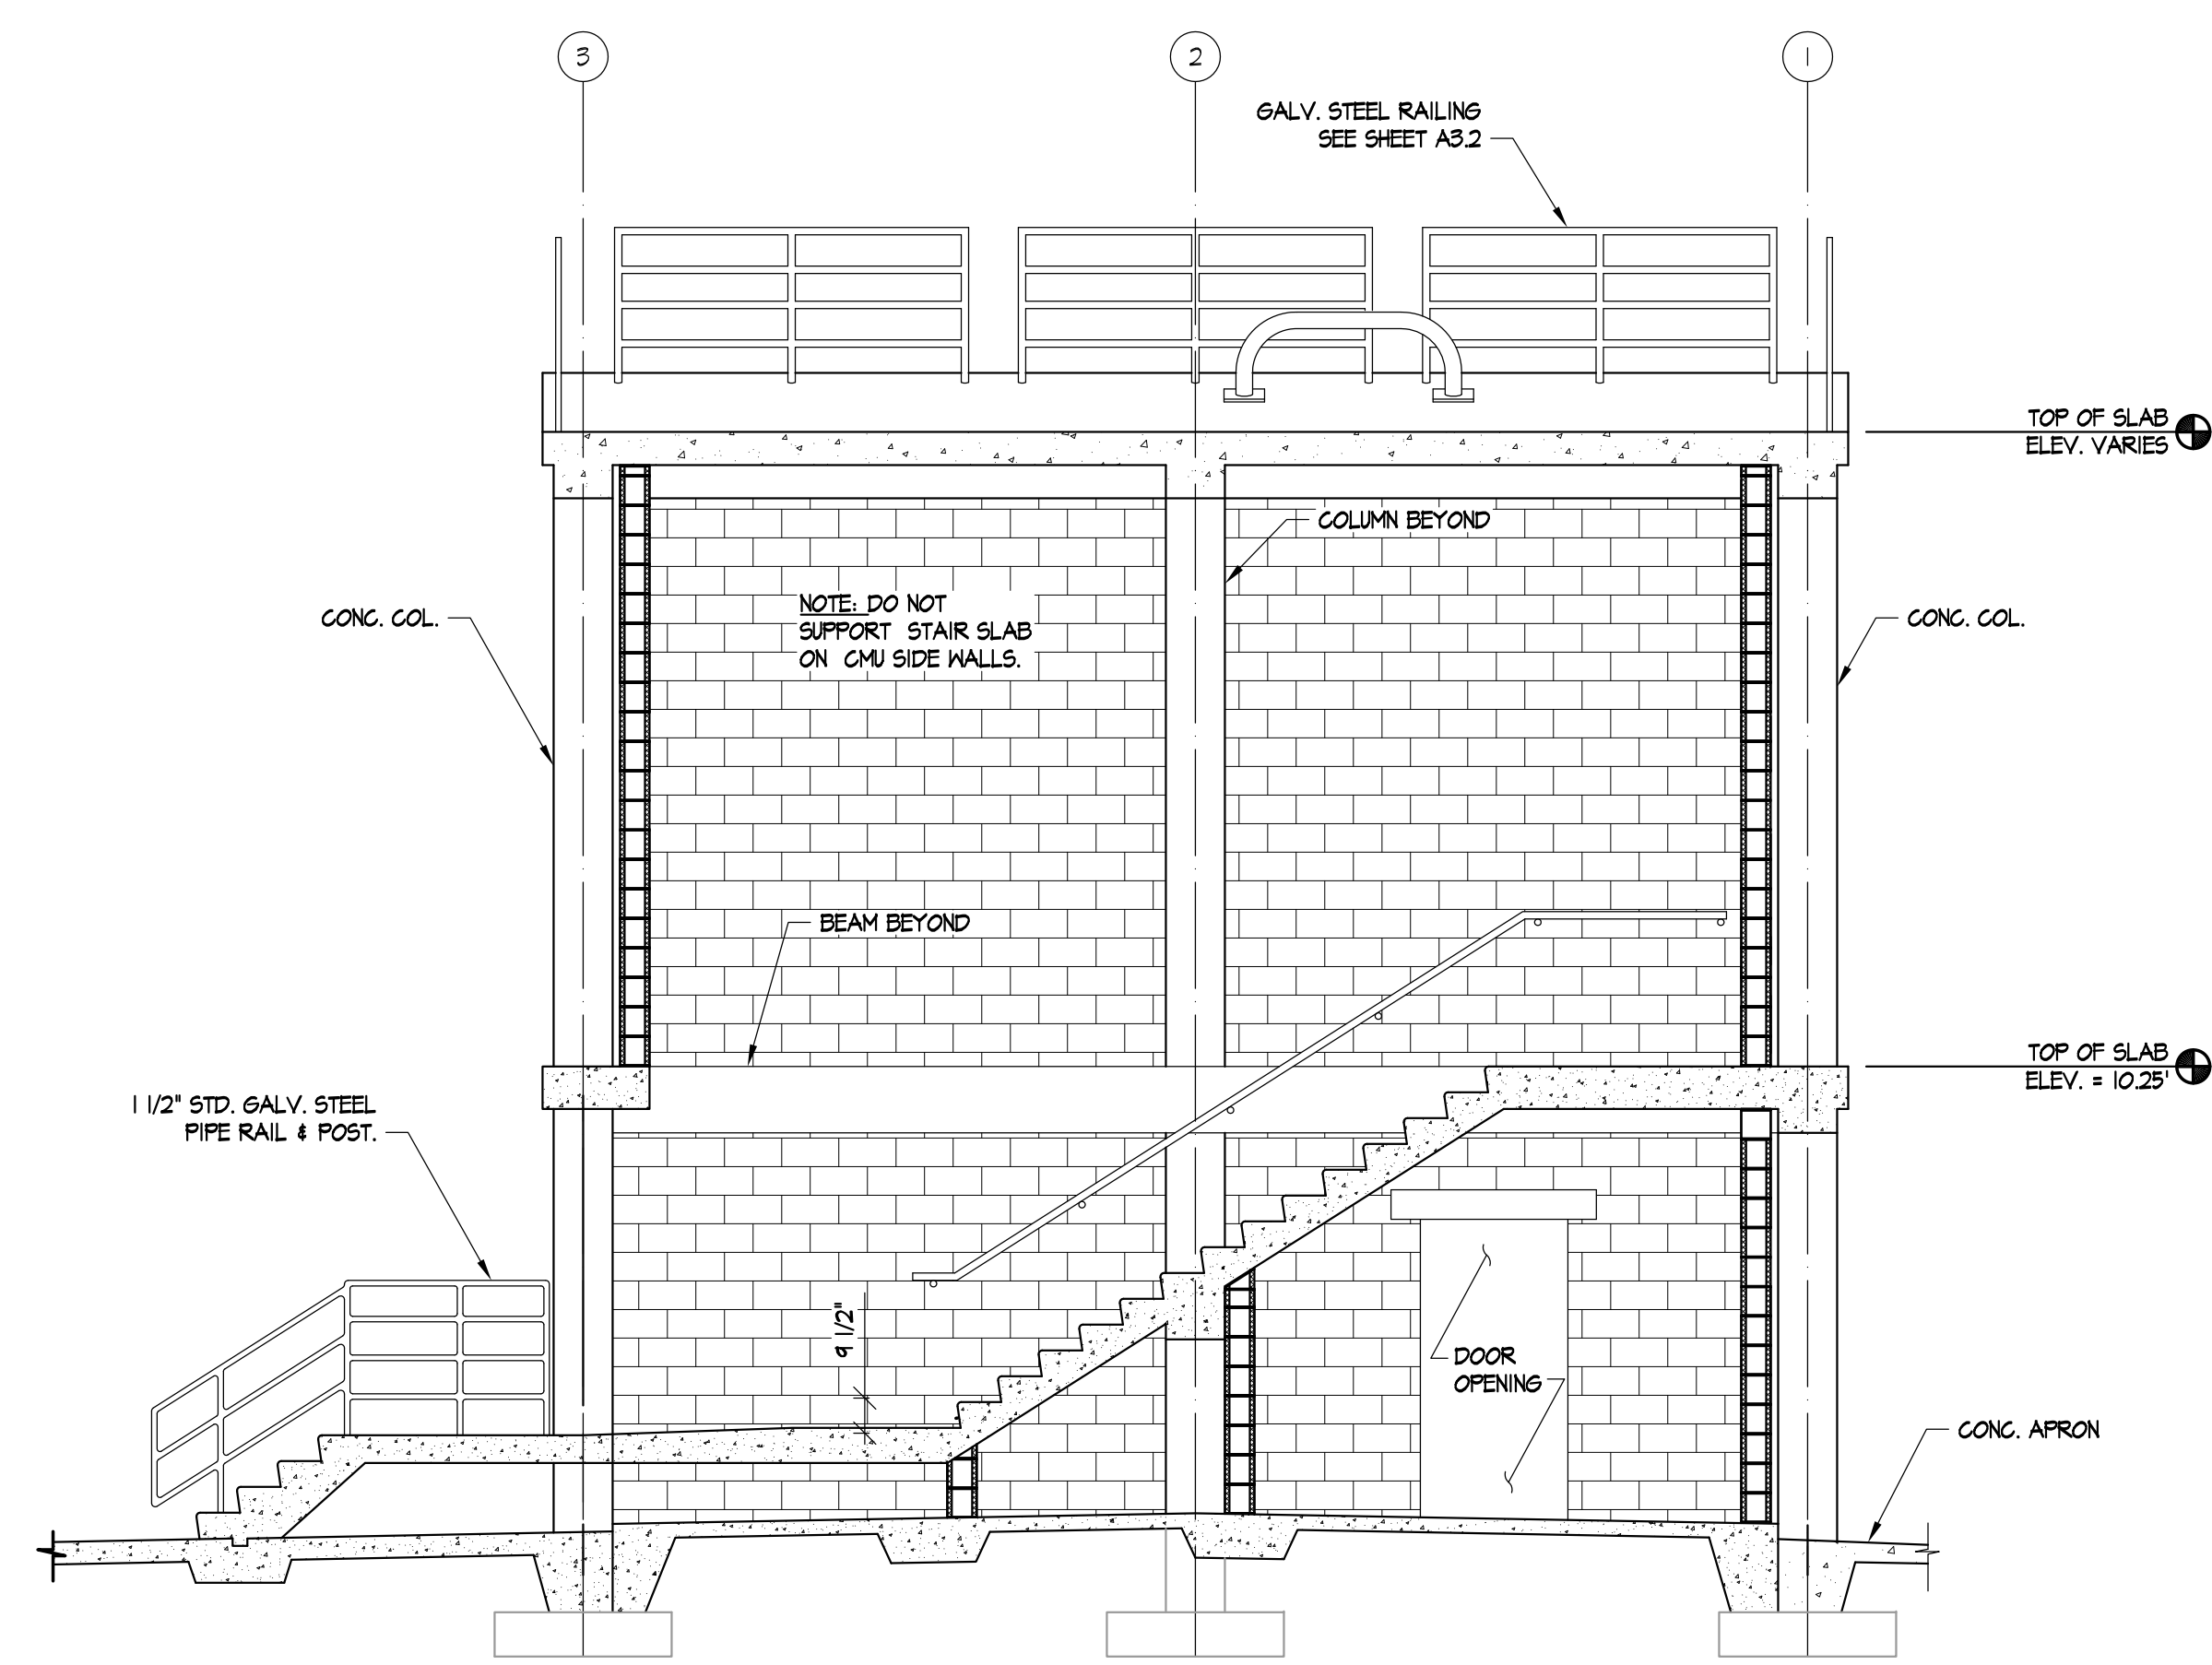 3
2
1
GALV. STEEL RAILING
SEE SHEET A3.2
TOP OF SLAB
ELEV. VARIES
COLUMN BEYOND
NOTE: DO NOT
SUPPORT STAIR SLAB
ON CMU SIDE WALLS.
CONC. COL.
CONC. COL.
BEAM BEYOND
TOP OF SLAB
ELEV. = 10.25'
1 1/2" STD. GALV. STEEL
PIPE RAIL & POST.
9 1/2"
DOOR
OPENING
CONC. APRON